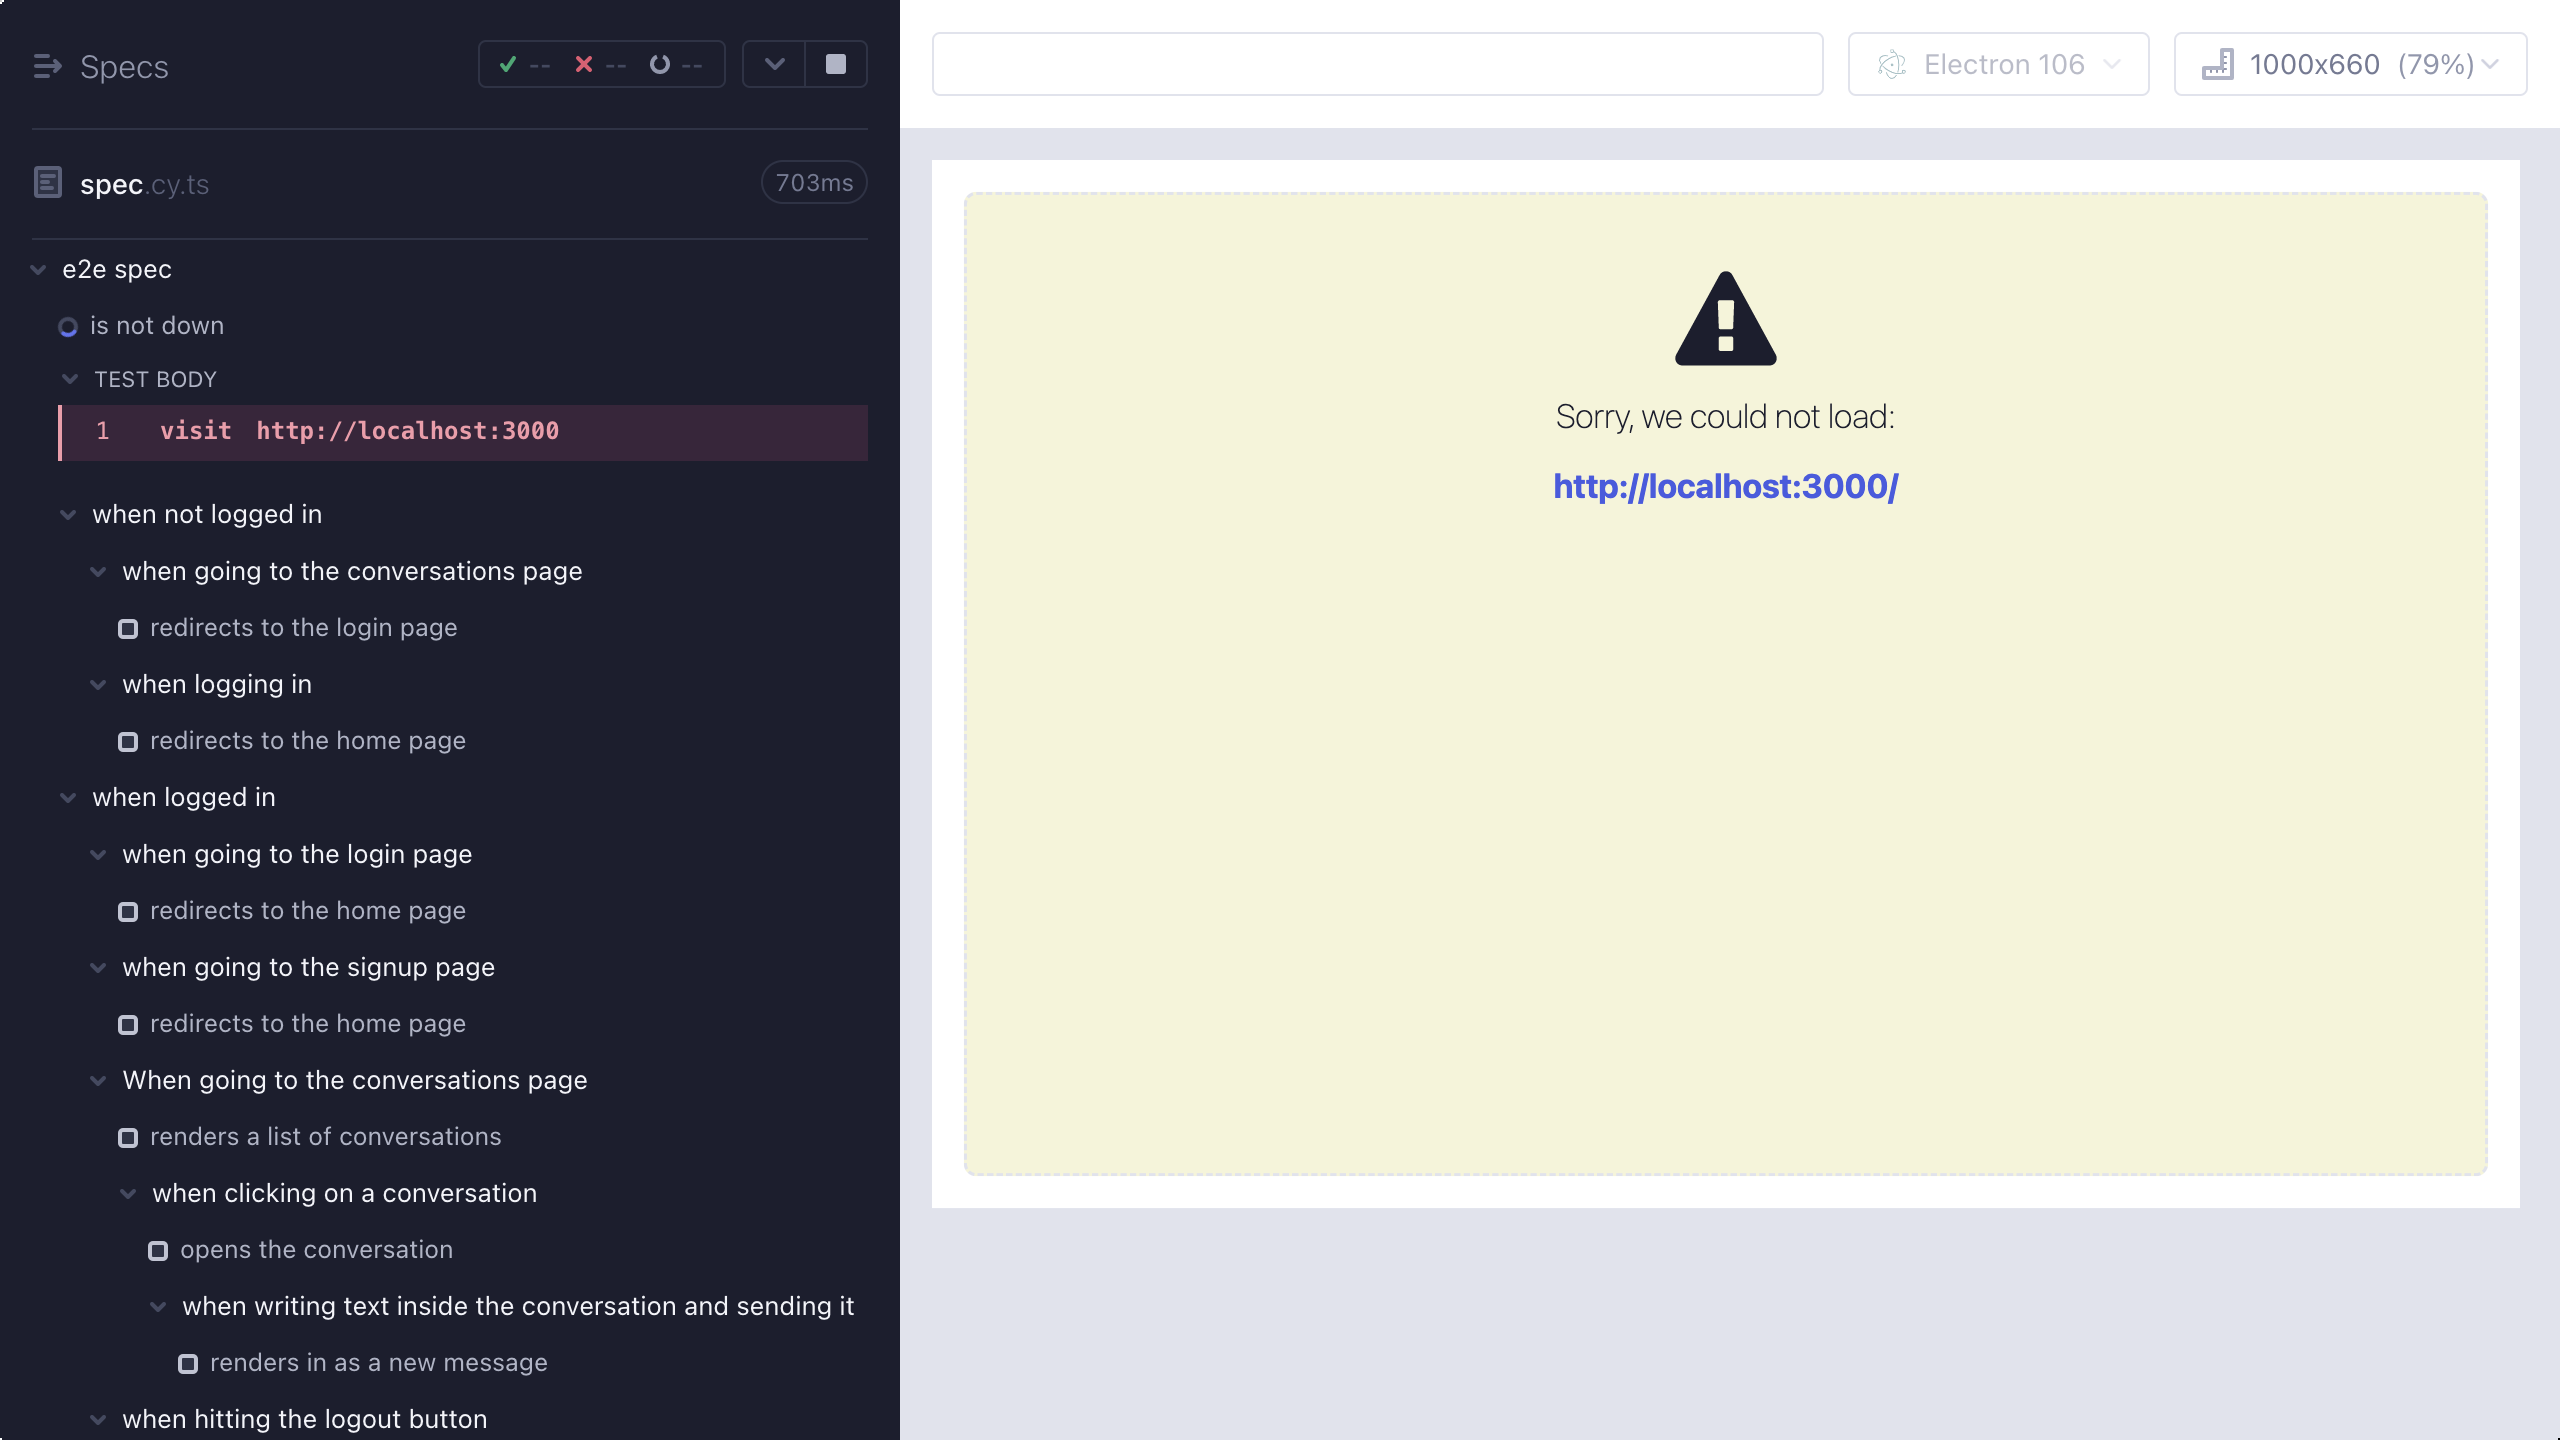 Specs -- -- --
spec.cy.ts 703ms
e2e spec
is not down
TEST BODY
1 visit http://localhost:3000
when not logged in
when going to the conversations page
redirects to the login page
when logging in
redirects to the home page
when logged in
when going to the login page
redirects to the home page
when going to the signup page
redirects to the home page
When going to the conversations page
renders a list of conversations
when clicking on a conversation
opens the conversation
when writing text inside the conversation and sending it
renders in as a new message
when hitting the logout button
Electron 106
1000x660 (79%)
Sorry, we could not load:
http://localhost:3000/